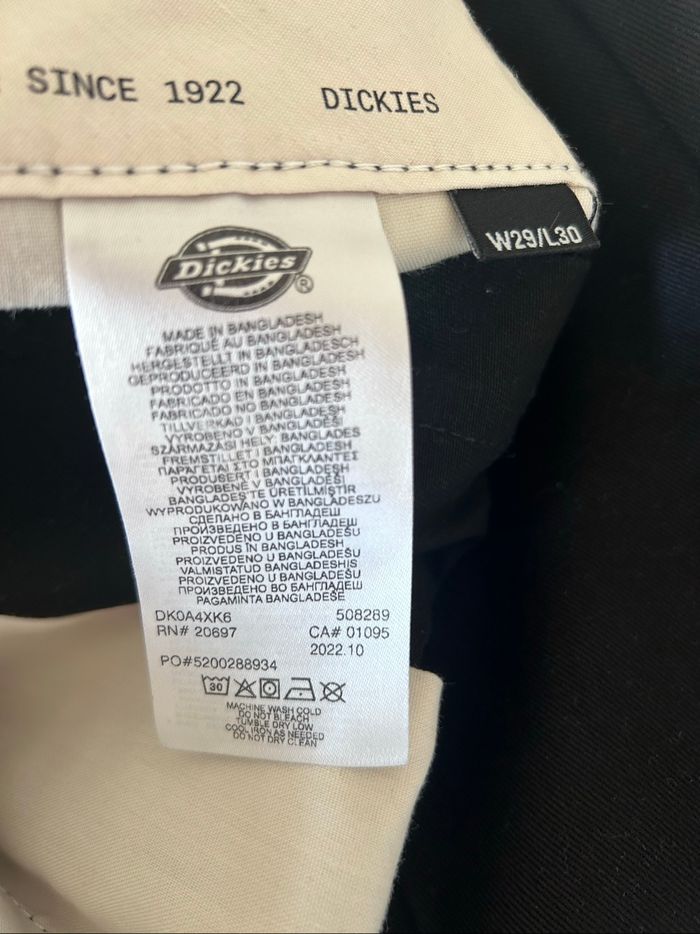 SINCE 1922 DICKIES
W29/L30
Dickies ®
MADE IN BANGLADESH
FABRIQUÉ AU BANGLADESH
HERGESTELLT IN BANGLADESCH
GEPRODUCEERD IN BANGLADESH
PRODOTTO IN BANGLADESH
FABRICADO EN BANGLADESH
FABRICADO NO BANGLADESH
TILLVERKAD I BANGLADESH
VYROBENO V BANGLADÉŠI
SZÁRMAZÁSI HELY: BANGLADES
FREMSTILLET I BANGLADESH
ΠΑΡΑΓΕΤΑΙ ΣΤΟ ΜΠΑΓΚΛΑΝΤΕΣ
PRODUSERT I BANGLADESH
VYROBENÉ V BANGLADÉŠI
BANGLADEŞ'TE ÜRETİLMİŞTİR
WYPRODUKOWANO W BANGLADESZU
СДЕЛАНО В БАНГЛАДЕШ
ПРОИЗВЕДЕНО В БАНГЛАДЕШ
PROIZVEDENO U BANGLADEŠU
PRODUS ÎN BANGLADESH
PROIZVEDENO U BANGLADEŠU
VALMISTATUD BANGLADESHIS
PROIZVEDENO U BANGLADEŠU
ПРОИЗВЕДЕНО ВО БАНГЛАДЕШ
PAGAMINTA BANGLADEŠE
DK0A4XK6 508289
RN# 20697 CA# 01095
2022.10
PO#5200288934
30
MACHINE WASH COLD
DO NOT BLEACH
TUMBLE DRY LOW
COOL IRON AS NEEDED
DO NOT DRY CLEAN